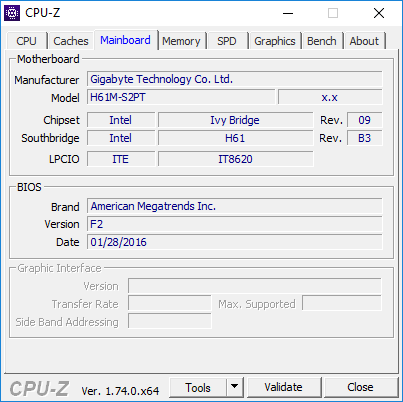 CPU-Z
CPU Caches Mainboard Memory SPD Graphics Bench About
Motherboard
Manufacturer Gigabyte Technology Co. Ltd.
Model H61M-S2PT x.x
Chipset Intel Ivy Bridge Rev. 09
Southbridge Intel H61 Rev. B3
LPCIO ITE IT8620
BIOS
Brand American Megatrends Inc.
Version F2
Date 01/28/2016
Graphic Interface
Version
Transfer Rate Max. Supported
Side Band Addressing
CPU-Z Ver. 1.74.0.x64 Tools Validate Close